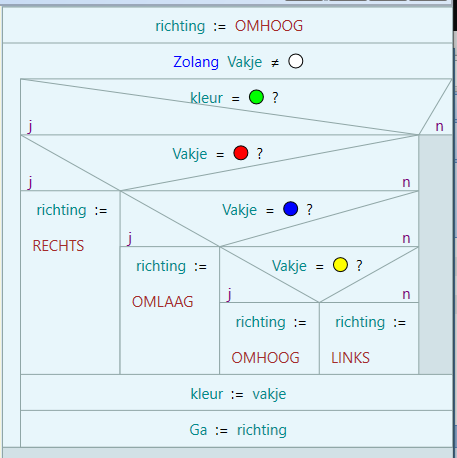 richting := OMHOOG
Zolang Vakje ≠
kleur = ?
j n
Vakje = ?
j n
richting :=
RECHTS
Vakje = ?
j n
richting :=
OMLAAG
Vakje = ?
j n
richting :=
OMHOOG
richting :=
LINKS
kleur := vakje
Ga := richting